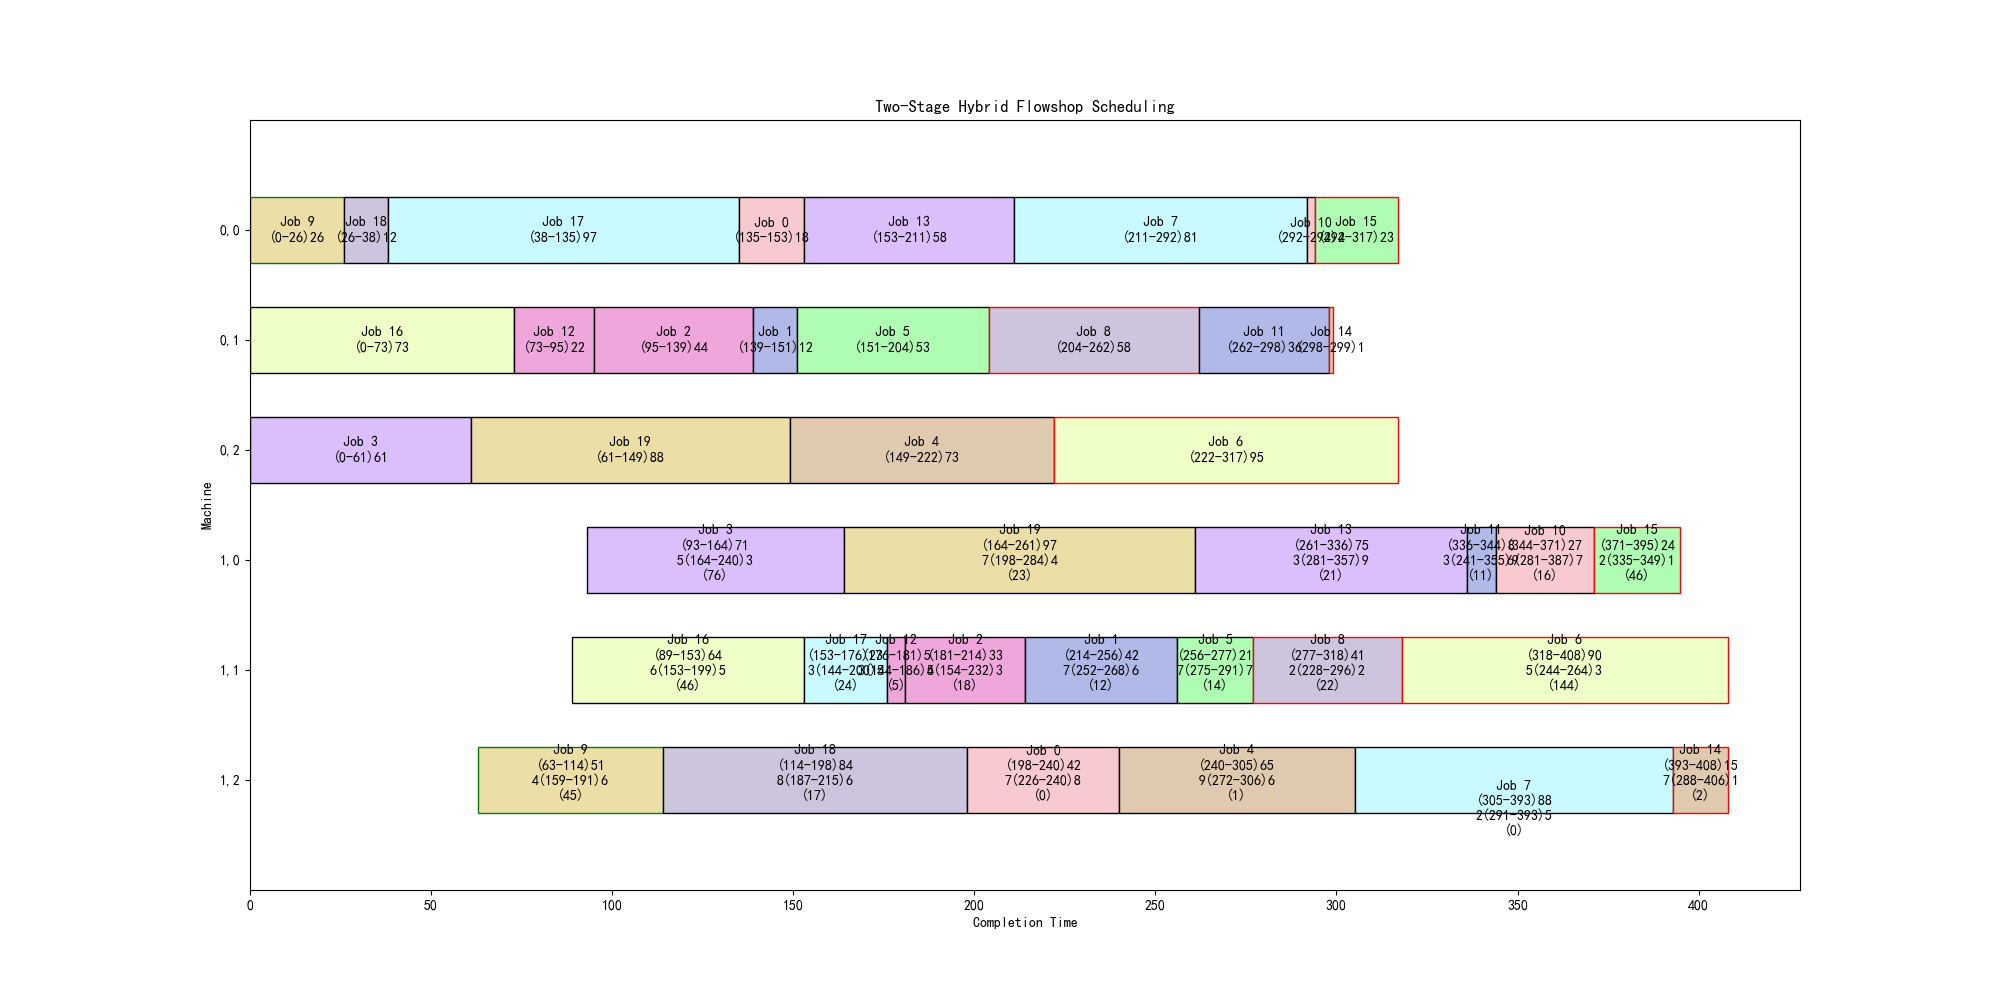 Two-Stage Hybrid Flowshop Scheduling
0,0
Job 9
(0-26)26
Job 18
(26-38)12
Job 17
(38-135)97
Job 0
(135-153)18
Job 13
(153-211)58
Job 7
(211-292)81
Job 10
(292-294)2
Job 15
(294-317)23
0,1
Job 16
(0-73)73
Job 12
(73-95)22
Job 2
(95-139)44
Job 1
(139-151)12
Job 5
(151-204)53
Job 8
(204-262)58
Job 11
(262-298)36
Job 14
(298-299)1
0,2
Job 3
(0-61)61
Job 19
(61-149)88
Job 4
(149-222)73
Job 6
(222-317)95
1,0
Job 3
(93-164)71
5(164-240)3
(76)
Job 19
(164-261)97
7(198-284)4
(23)
Job 13
(261-336)75
3(281-357)9
(21)
Job 11
(336-344)8
3(241-355)9
(11)
Job 10
(344-371)27
(281-387)7
(16)
Job 15
(371-395)24
2(335-349)1
(46)
1,1
Job 16
(89-153)64
6(153-199)5
(46)
Job 17
(153-176)23
3(144-200)
(24)
Job 12
(176-181)5
(5)
Job 2
(181-214)33
(154-232)3
(18)
Job 1
(214-256)42
7(252-268)6
(12)
Job 5
(256-277)21
7(275-291)7
(14)
Job 8
(277-318)41
2(228-296)2
(22)
Job 6
(318-408)90
5(244-264)3
(144)
1,2
Job 9
(63-114)51
4(159-191)6
(45)
Job 18
(114-198)84
8(187-215)6
(17)
Job 0
(198-240)42
7(226-240)8
(0)
Job 4
(240-305)65
9(272-306)6
(1)
Job 7
(305-393)88
2(291-393)5
(0)
Job 14
(393-408)15
7(288-406)1
(2)
Machine
0 50 100 150 200 250 300 350 400
Completion Time